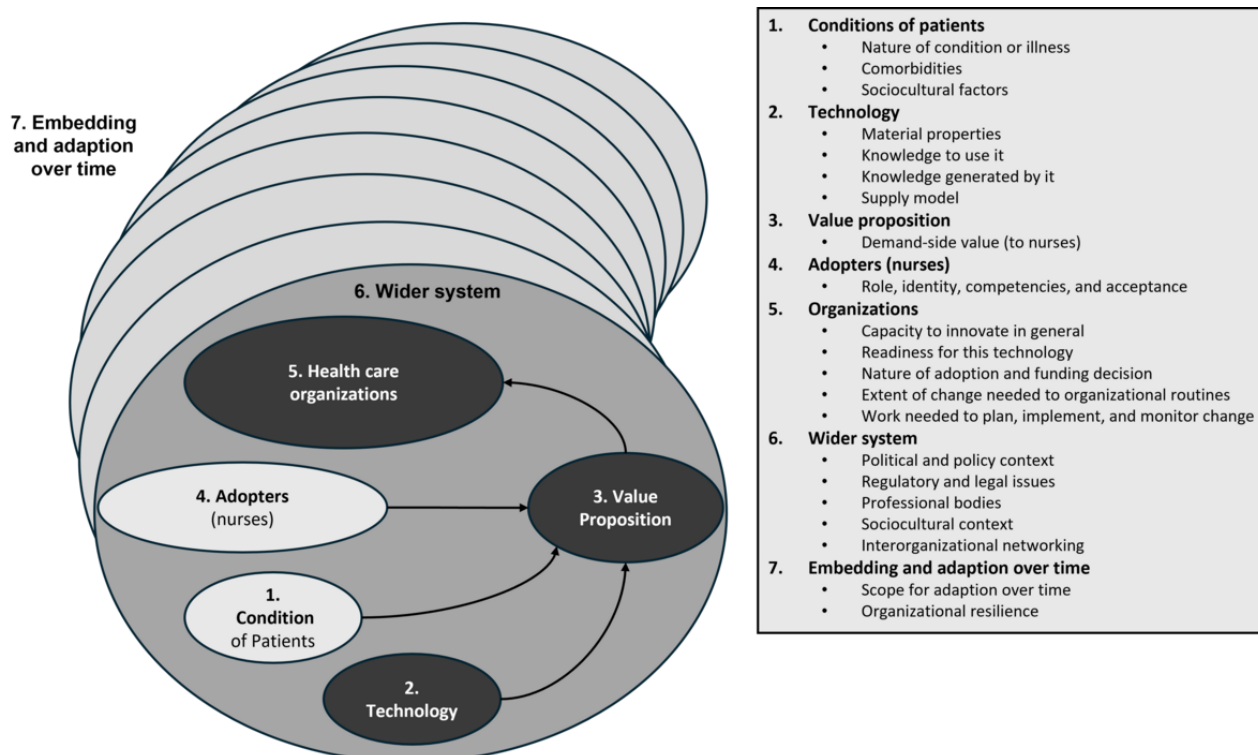 7. Embedding
and adaption
over time
6. Wider system
5. Health care
organizations
4. Adopters
(nurses)
3. Value
Proposition
1.
Condition
of Patients
2.
Technology
1. Conditions of patients
• Nature of condition or illness
• Comorbidities
• Sociocultural factors
2. Technology
• Material properties
• Knowledge to use it
• Knowledge generated by it
• Supply model
3. Value proposition
• Demand-side value (to nurses)
4. Adopters (nurses)
• Role, identity, competencies, and acceptance
5. Organizations
• Capacity to innovate in general
• Readiness for this technology
• Nature of adoption and funding decision
• Extent of change needed to organizational routines
• Work needed to plan, implement, and monitor change
6. Wider system
• Political and policy context
• Regulatory and legal issues
• Professional bodies
• Sociocultural context
• Interorganizational networking
7. Embedding and adaption over time
• Scope for adaption over time
• Organizational resilience